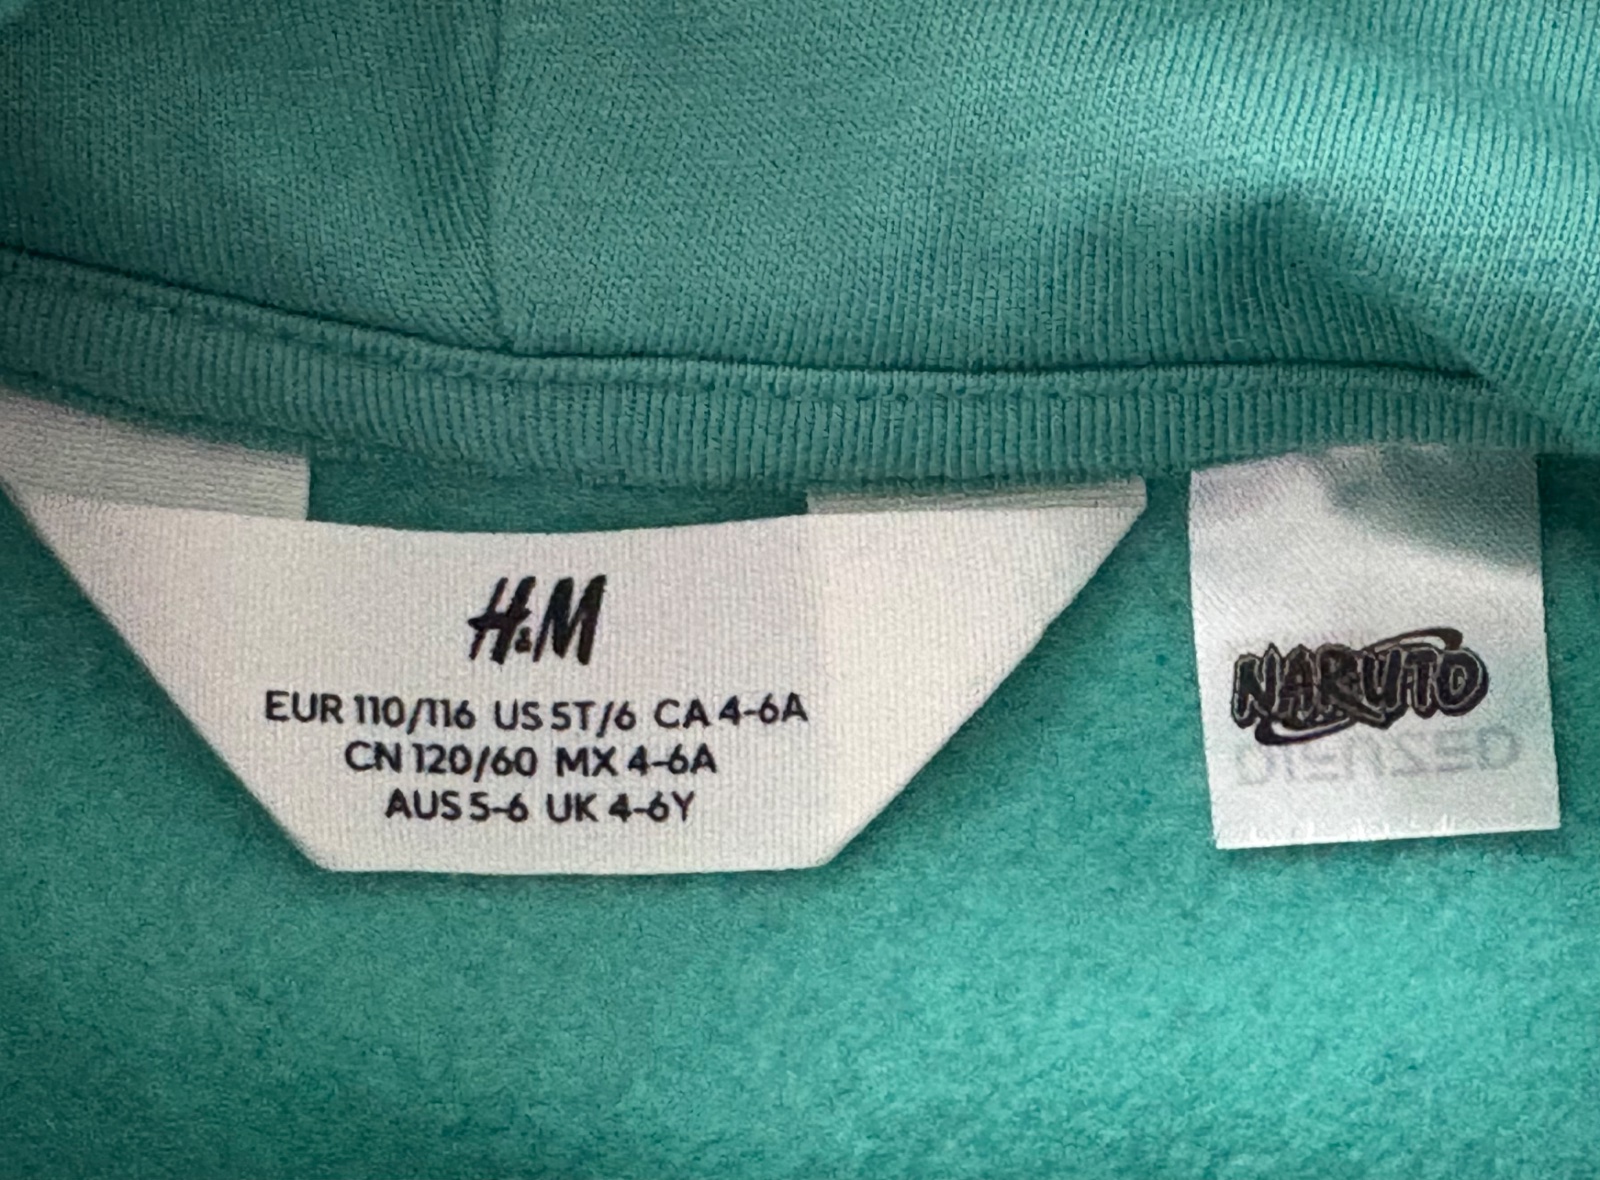 H&M
EUR 110/116 US 5T/6 CA 4-6A
CN 120/60 MX 4-6A
AUS 5-6 UK 4-6Y
NARUTO